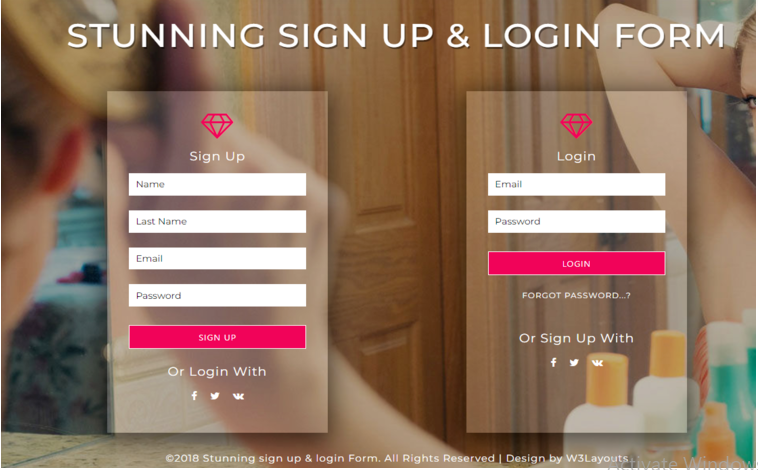 STUNNING SIGN UP & LOGIN FORM
Sign Up
Name
Last Name
Email
Password
SIGN UP
Or Login With
Login
Email
Password
LOGIN
FORGOT PASSWORD...?
Or Sign Up With
©2018 Stunning sign up & login Form. All Rights Reserved | Design by W3Layouts
Activate Window